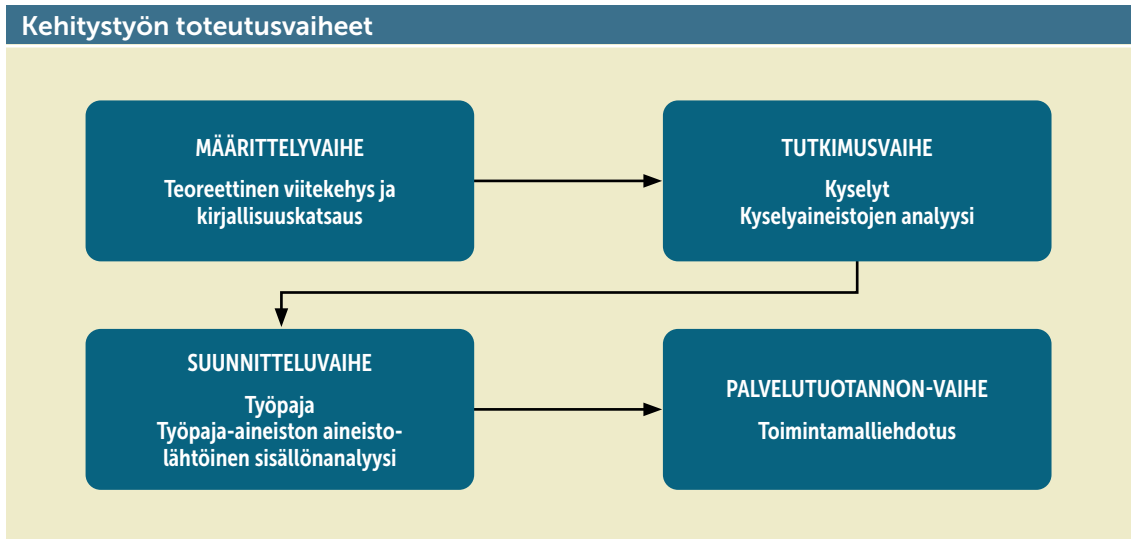 Kehitystyön toteutusvaiheet
MÄÄRITTELYVAIHE
Teoreettinen viitekehys ja
kirjallisuuskatsaus
TUTKIMUSVAIHE
Kyselyt
Kyselyaineistojen analyysi
SUUNNITTELUVAIHE
Työpaja
Työpaja-aineiston aineisto-
lähtöinen sisällönanalyysi
PALVELUTUOTANNON-VAIHE
Toimintamalliehdotus